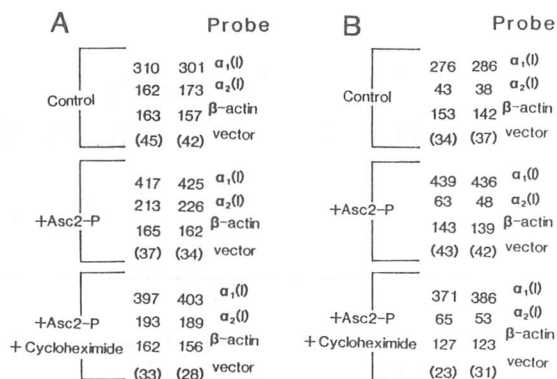 A Probe
310 301 α₁(I)
162 173 α₂(I)
Control
163 157 β-actin
(45) (42) vector
417 425 α₁(I)
213 226 α₂(I)
+Asc2-P
165 162 β-actin
(37) (34) vector
397 403 α₁(I)
+Asc2-P 193 189 α₂(I)
+ Cycloheximide 162 156 β-actin
(33) (28) vector
B Probe
276 286 α₁(I)
43 38 α₂(I)
Control
153 142 β-actin
(34) (37) vector
439 436 α₁(I)
63 48 α₂(I)
+Asc2-P
143 139 β-actin
(43) (42) vector
371 386 α₁(I)
+Asc2-P 65 53 α₂(I)
+ Cycloheximide 127 123 β-actin
(23) (31) vector